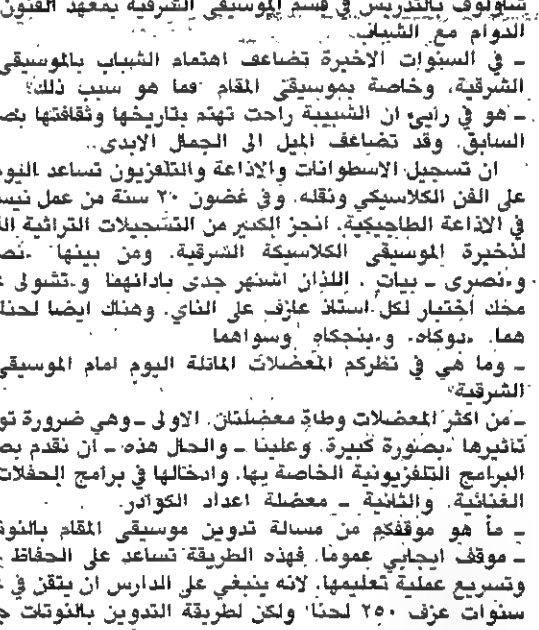 شاؤلوف بالتدريس في قسم الموسيقى الشرقية بمعهد الفنون
الدوام مع الشباب.
ـ في السنوات الاخيرة تضاعف اهتمام الشباب بالموسيقى
الشرقية، وخاصة بموسيقى المقام فما هو سبب ذلك؟
ـ هو في رايي ان الشبيبة راحت تهتم بتاريخها وثقافتها
السابق. وقد تضاعف الميل الى الجمال الابدي..
ان تسجيل الاسطوانات والاذاعة والتلفزيون تساعد اليوم
على الفن الكلاسيكي ونقله. وفي غضون ٢٠ سنة من عمل
في الاذاعة الطاجيكية. انجز الكثير من التسجيلات التراثية
لذخيرة الموسيقى الكلاسيكة الشرقية. ومن بينها
و«نصرى ـ بيات». اللذان اشتهر جدى بادائهما و«تشولى
محك اختبار لكل استاذ عازف على الناي. وهناك ايضا
هما. «دوكاه» و«بنجكاه» وسواهما
ـ وما هي في نظركم المعضلات الماثلة اليوم امام الموسيقى
الشرقية؟
ـ من اكثر المعضلات وطاة معضلتان. الاولى ـ وهي ضرورة
تاثيرها بصورة كبيرة. وعلينا ـ والحال هذه ـ ان نقدم
البرامج التلفزيونية الخاصة بها. وادخالها في برامج الحفلات
الغنائية. والثانية ـ معضلة اعداد الكوادر.
ـ ما هو موقفكم من مسالة تدوين موسيقى المقام
ـ موقف ايجابي عموما. فهذه الطريقة تساعد على الحفاظ
وتسريع عملية تعليمها. لانه ينبغي على الدارس ان يتقن في
سنوات عزف ٢٥٠ لحنا ولكن لطريقة التدوين بالنوتات